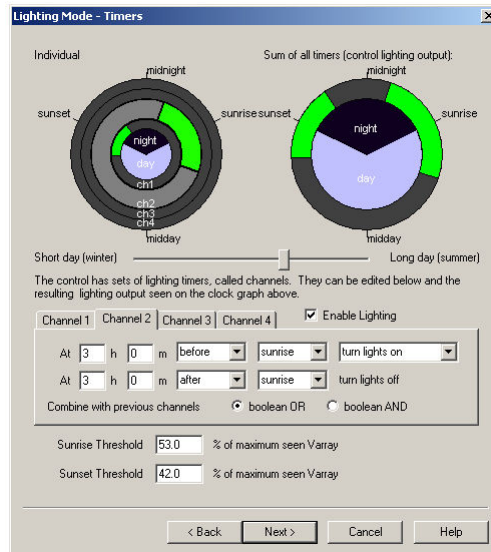 Lighting Mode - Timers
Individual
Sum of all timers (control lighting output):
midnight
midnight
sunset
sunrise
sunset
sunrise
night
day
ch1
ch2
ch3
ch4
night
day
midday
midday
Short day (winter)
Long day (summer)
The control has sets of lighting timers, called channels. They can be edited below and the
resulting lighting output seen on the clock graph above.
Channel 1 Channel 2 Channel 3 Channel 4 Enable Lighting
At 3 h 0 m before sunrise turn lights on
At 3 h 0 m after sunrise turn lights off
Combine with previous channels boolean OR boolean AND
Sunrise Threshold 53.0 % of maximum seen Varray
Sunset Threshold 42.0 % of maximum seen Varray
< Back Next > Cancel Help